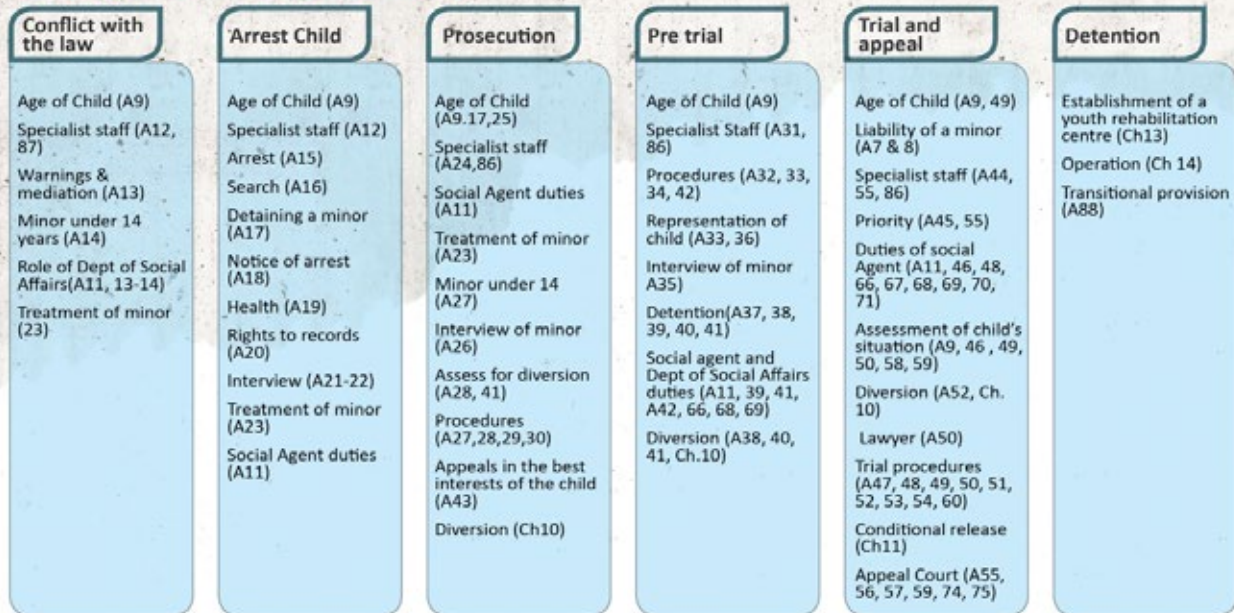 Conflict with
the law
Age of Child (A9)
Specialist staff (A12,
87)
Warnings &
mediation (A13)
Minor under 14
years (A14)
Role of Dept of Social
Affairs(A11, 13-14)
Treatment of minor
(23)
Arrest Child
Age of Child (A9)
Specialist staff (A12)
Arrest (A15)
Search (A16)
Detaining a minor
(A17)
Notice of arrest
(A18)
Health (A19)
Rights to records
(A20)
Interview (A21-22)
Treatment of minor
(A23)
Social Agent duties
(A11)
Prosecution
Age of Child
(A9.17,25)
Specialist staff
(A24,86)
Social Agent duties
(A11)
Treatment of minor
(A23)
Minor under 14
(A27)
Interview of minor
(A26)
Assess for diversion
(A28, 41)
Procedures
(A27,28,29,30)
Appeals in the best
interests of the child
(A43)
Diversion (Ch10)
Pre trial
Age of Child (A9)
Specialist Staff (A31,
86)
Procedures (A32, 33,
34, 42)
Representation of
child (A33, 36)
Interview of minor
A35)
Detention(A37, 38,
39, 40, 41)
Social agent and
Dept of Social Affairs
duties (A11, 39, 41,
A42, 66, 68, 69)
Diversion (A38, 40,
41, Ch.10)
Trial and
appeal
Age of Child (A9, 49)
Liability of a minor
(A7 & 8)
Specialist staff (A44,
55, 86)
Priority (A45, 55)
Duties of social
Agent (A11, 46, 48,
66, 67, 68, 69, 70,
71)
Assessment of child's
situation (A9, 46 , 49,
50, 58, 59)
Diversion (A52, Ch.
10)
Lawyer (A50)
Trial procedures
(A47, 48, 49, 50, 51,
52, 53, 54, 60)
Conditional release
(Ch11)
Appeal Court (A55,
56, 57, 59, 74, 75)
Detention
Establishment of a
youth rehabilitation
centre (Ch13)
Operation (Ch 14)
Transitional provision
(A88)